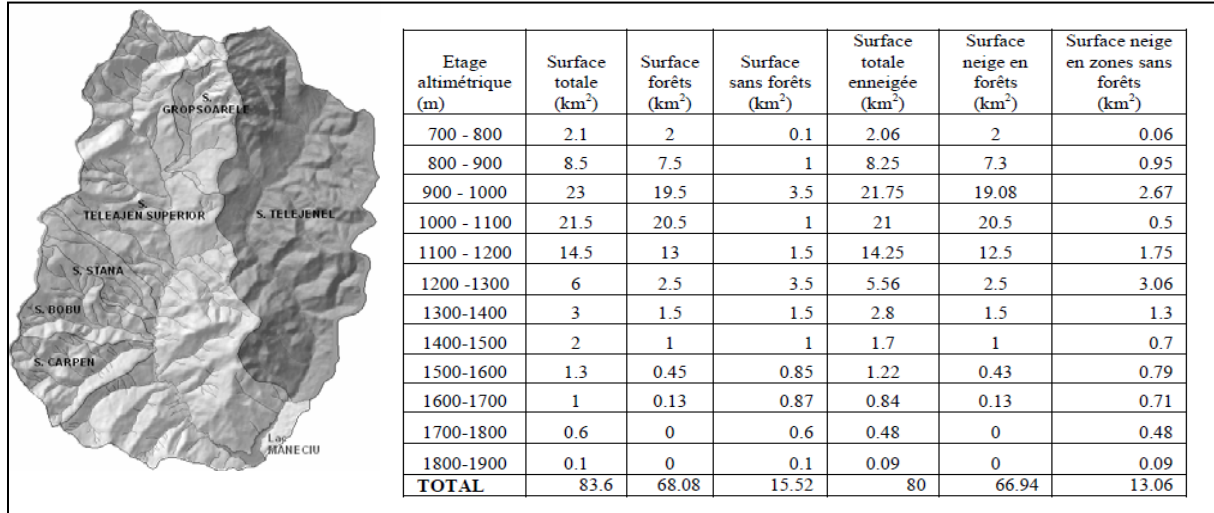 S.
GROPSOARELE
S.
TELEAJEN SUPERIOR
S. TELEJENEL
S. STANA
S. BOBU
S. CARPEN
Lac
MĂNECIU
Etage altimétrique (m) | Surface totale (km²) | Surface forêts (km²) | Surface sans forêts (km²) | Surface totale enneigée (km²) | Surface neige en forêts (km²) | Surface neige en zones sans forêts (km²)
700 - 800 2.1 2 0.1 2.06 2 0.06
800 - 900 8.5 7.5 1 8.25 7.3 0.95
900 - 1000 23 19.5 3.5 21.75 19.08 2.67
1000 - 1100 21.5 20.5 1 21 20.5 0.5
1100 - 1200 14.5 13 1.5 14.25 12.5 1.75
1200 -1300 6 2.5 3.5 5.56 2.5 3.06
1300-1400 3 1.5 1.5 2.8 1.5 1.3
1400-1500 2 1 1 1.7 1 0.7
1500-1600 1.3 0.45 0.85 1.22 0.43 0.79
1600-1700 1 0.13 0.87 0.84 0.13 0.71
1700-1800 0.6 0 0.6 0.48 0 0.48
1800-1900 0.1 0 0.1 0.09 0 0.09
TOTAL 83.6 68.08 15.52 80 66.94 13.06